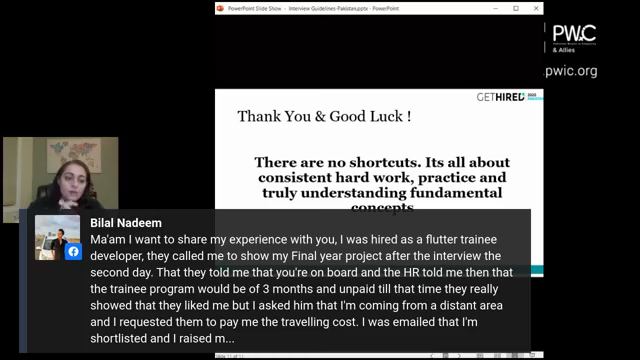 PowerPoint Slide Show - Interview Guidelines-Pakistan.pptx - PowerPoint
PWiC
& Allies
.pwic.org
GETHIRED
Thank You & Good Luck !
There are no shortcuts. Its all about
consistent hard work, practice and
truly understanding fundamental
concepts
Bilal Nadeem
Ma'am I want to share my experience with you, I was hired as a flutter trainee
developer, they called me to show my Final year project after the interview the
second day. That they told me that you're on board and the HR told me then that
the trainee program would be of 3 months and unpaid till that time they really
showed that they liked me but I asked him that I'm coming from a distant area
and I requested them to pay me the travelling cost. I was emailed that I'm
shortlisted and I raised m...